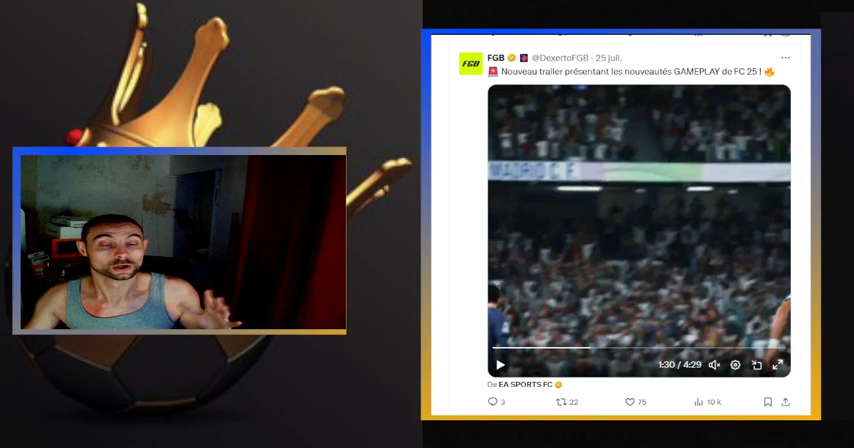 FGB @DexertoFGB · 25 juil.
FGB
🚨 Nouveau trailer présentant les nouveautés GAMEPLAY de FC 25 ! 🔥
MADRID C. F.
1:30 / 4:29
De EA SPORTS FC
3 22 75 10 k